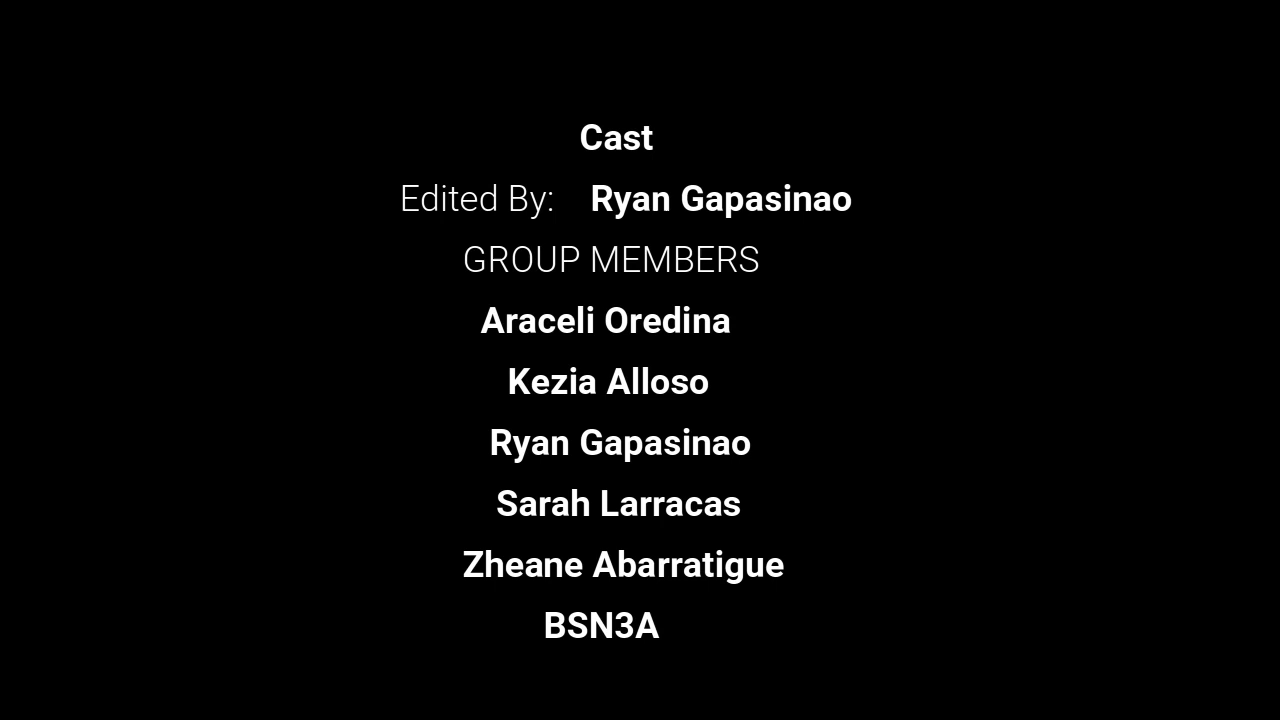 Cast
Edited By: Ryan Gapasinao
GROUP MEMBERS
Araceli Oredina
Kezia Alloso
Ryan Gapasinao
Sarah Larracas
Zheane Abarratigue
BSN3A